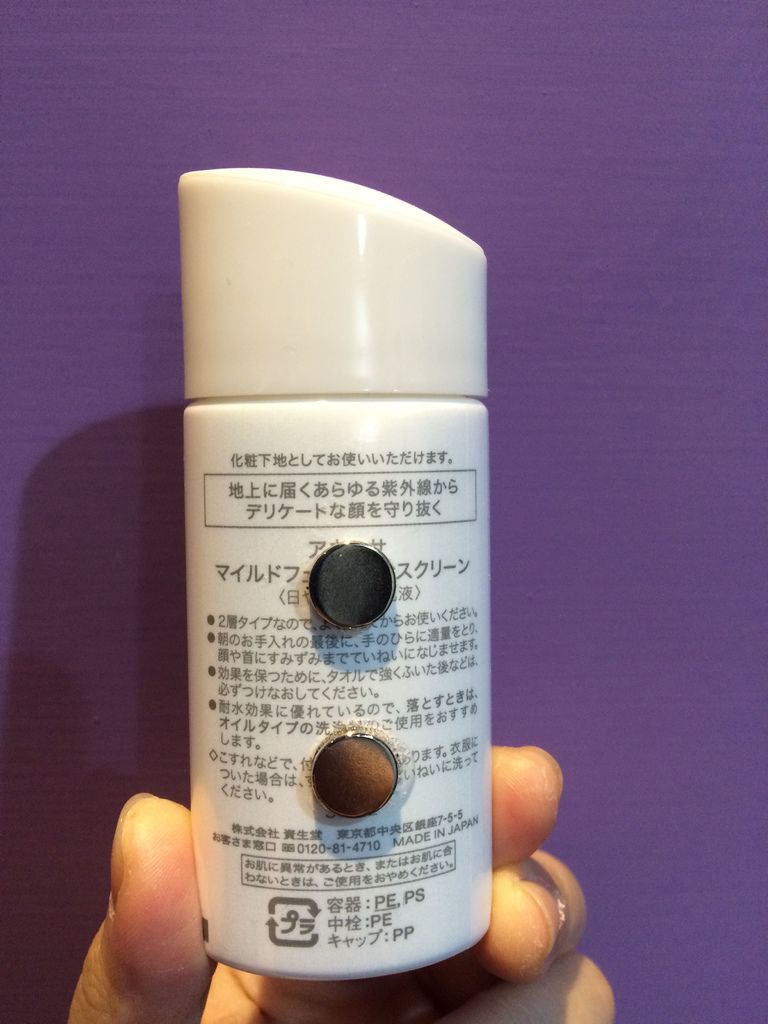 化粧下地としてお使いいただけます。
地上に届くあらゆる紫外線から
デリケートな顔を守り抜く
マイルドフ スクリーン
〈日 液〉
●2層タイプなので、よ からお使いください。
●朝のお手入れの最後に、手のひらに適量をとり、
顔や首にすみずみまでていねいになじませます。
●効果を保つために、タオルで強くふいた後などは、
必ずつけなおしてください。
●耐水効果に優れているので、落とすときは、
オイルタイプの洗 のご使用をおすすめ
します。
◇こすれなどで、付 ります。衣服に
ついた場合は、 いねいに洗って
ください。
株式会社 資生堂 東京都中央区銀座7-5-5
お客さま窓口 0120-81-4710 MADE IN JAPAN
お肌に異常があるとき、またはお肌に合
わないときは、ご使用をおやめください。
プラ
容器:PE, PS
中栓:PE
キャップ:PP